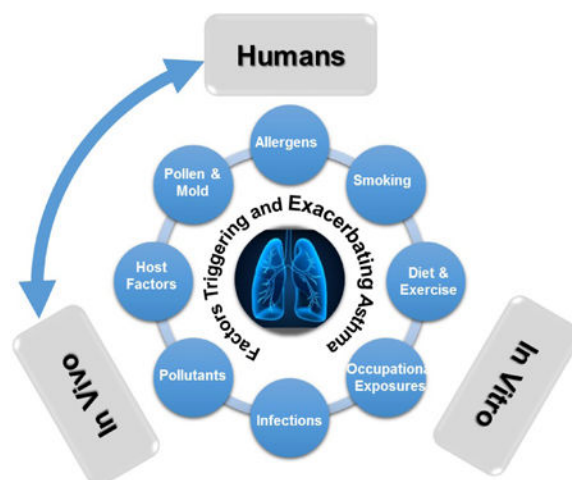 Humans
Allergens
Smoking
Diet &
Exercise
Occupationa
Exposures
Infections
Pollutants
Host
Factors
Pollen &
Mold
Factors Triggering and Exacerbating Asthma
In Vivo
In Vitro